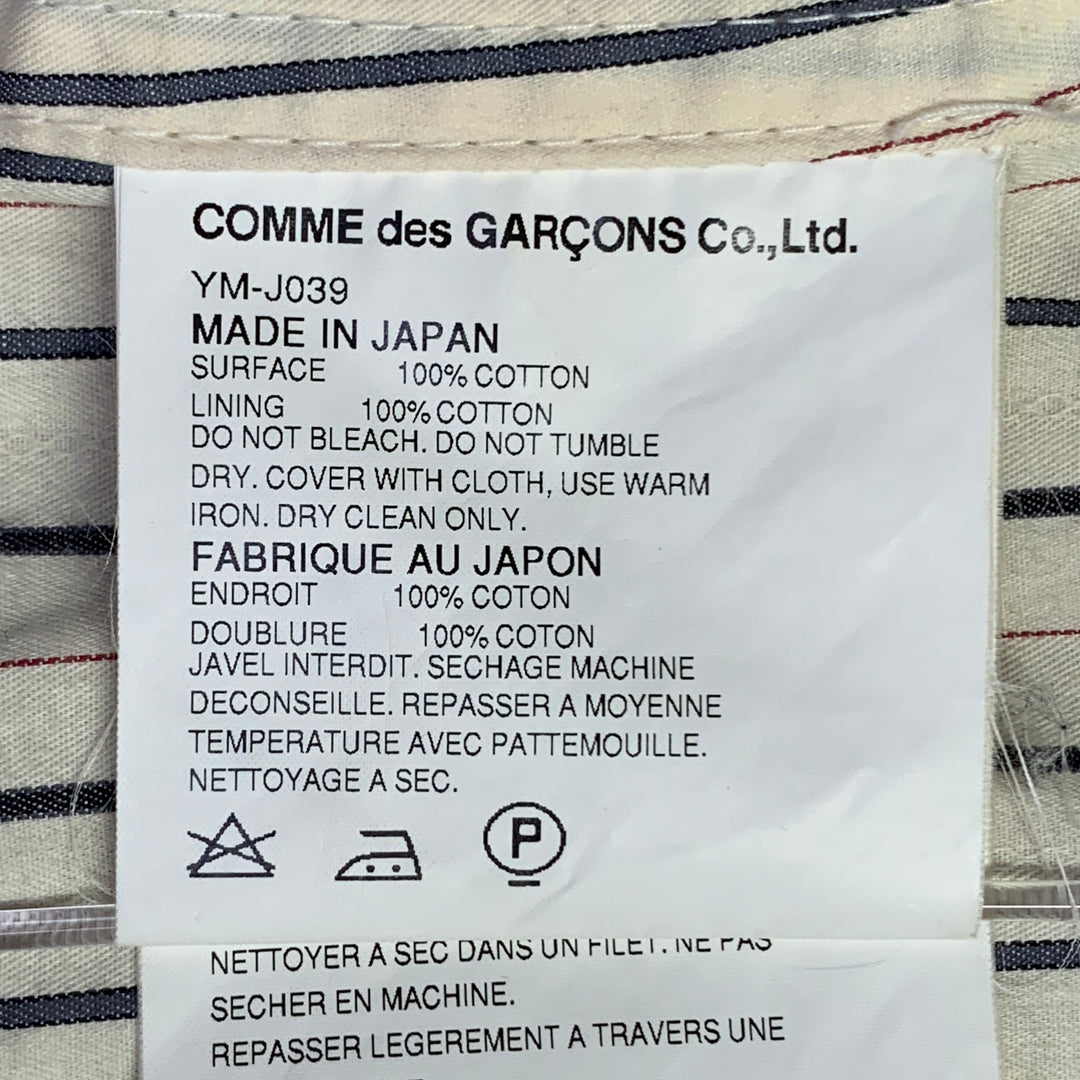 COMME des GARÇONS Co.,Ltd.
YM-J039
MADE IN JAPAN
SURFACE 100% COTTON
LINING 100% COTTON
DO NOT BLEACH. DO NOT TUMBLE
DRY. COVER WITH CLOTH, USE WARM
IRON. DRY CLEAN ONLY.
FABRIQUE AU JAPON
ENDROIT 100% COTON
DOUBLURE 100% COTON
JAVEL INTERDIT. SECHAGE MACHINE
DECONSEILLE. REPASSER A MOYENNE
TEMPERATURE AVEC PATTEMOUILLE.
NETTOYAGE A SEC.
P
NETTOYER A SEC DANS UN FILET. NE PAS
SECHER EN MACHINE.
REPASSER LEGEREMENT A TRAVERS UNE